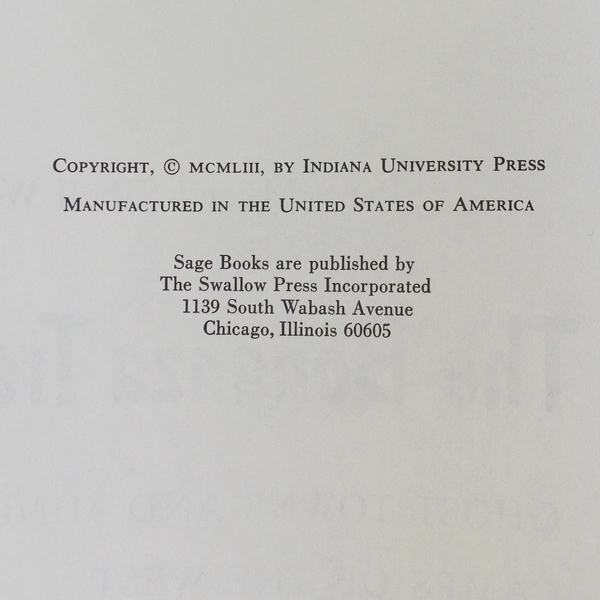 COPYRIGHT, © MCMLIII, BY INDIANA UNIVERSITY PRESS
MANUFACTURED IN THE UNITED STATES OF AMERICA
Sage Books are published by
The Swallow Press Incorporated
1139 South Wabash Avenue
Chicago, Illinois 60605